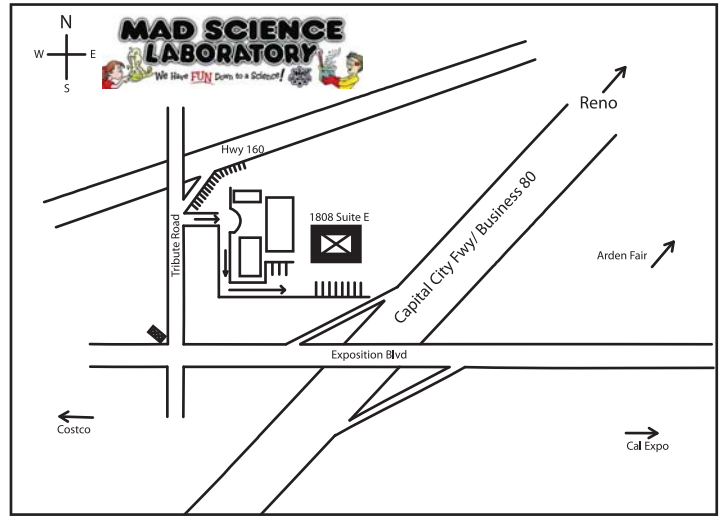 N
W E
S
MAD SCIENCE
LABORATORY
We Have FUN Down to a Science!
Reno
Hwy 160
1808 Suite E
Tribute Road
Capital City Fwy/ Business 80
Arden Fair
Exposition Blvd
Costco
Cal Expo